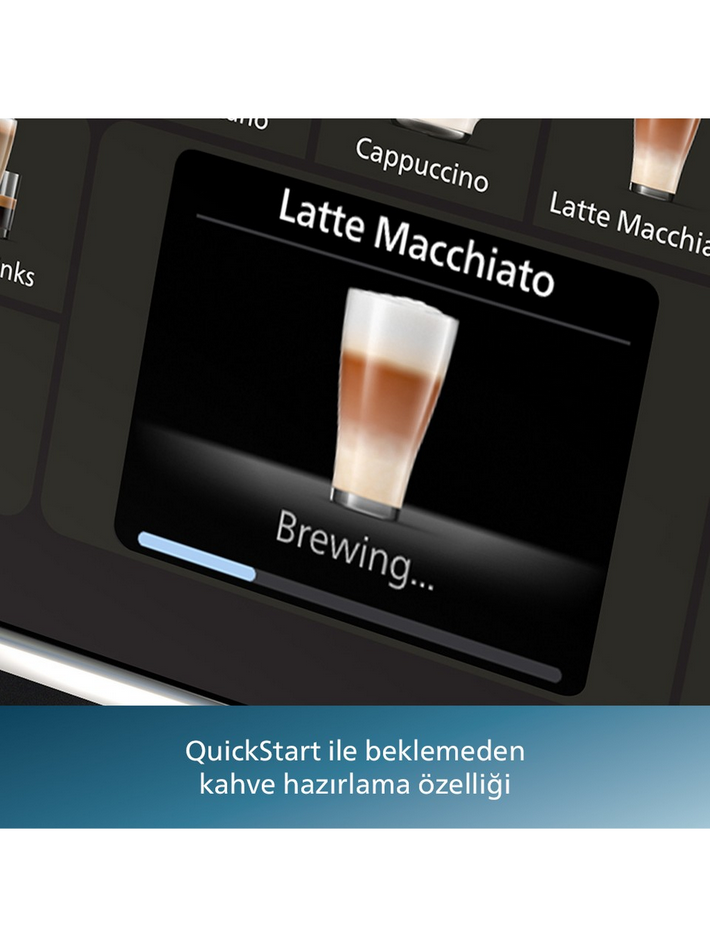 Cappuccino
Latte Macchia
nks
Latte Macchiato
Brewing...
QuickStart ile beklemeden
kahve hazırlama özelliği